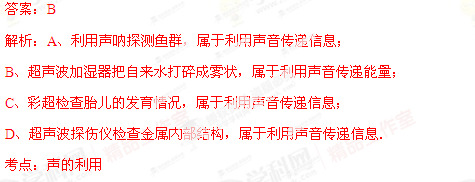 答案：B
解析：A、利用声呐探测鱼群，属于利用声音传递信息；
B、超声波加湿器把自来水打碎成雾状，属于利用声音传递能量；
C、彩超检查胎儿的发育情况，属于利用声音传递信息；
D、超声波探伤仪检查金属内部结构，属于利用声音传递信息．
考点：声的利用